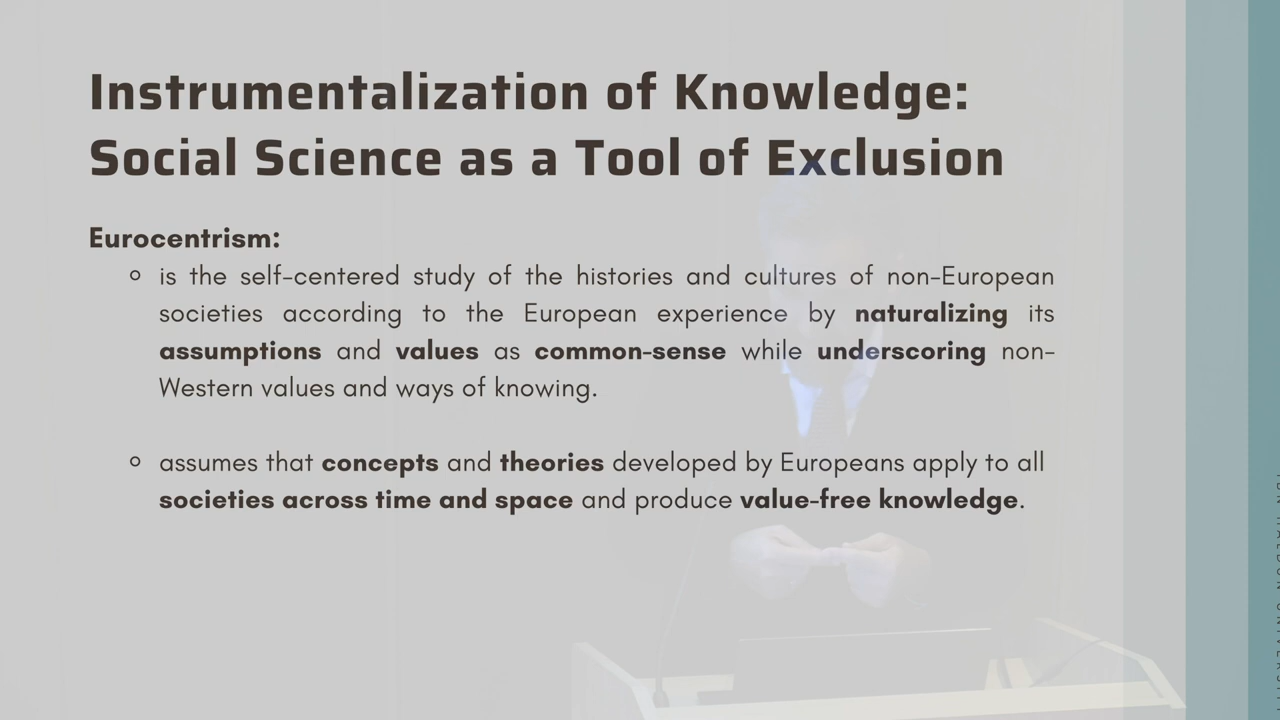 Instrumentalization of Knowledge:
Social Science as a Tool of Exclusion
Eurocentrism:
is the self-centered study of the histories and cultures of non-European
societies according to the European experience by naturalizing its
assumptions and values as common-sense while underscoring non-
Western values and ways of knowing.
assumes that concepts and theories developed by Europeans apply to all
societies across time and space and produce value-free knowledge.